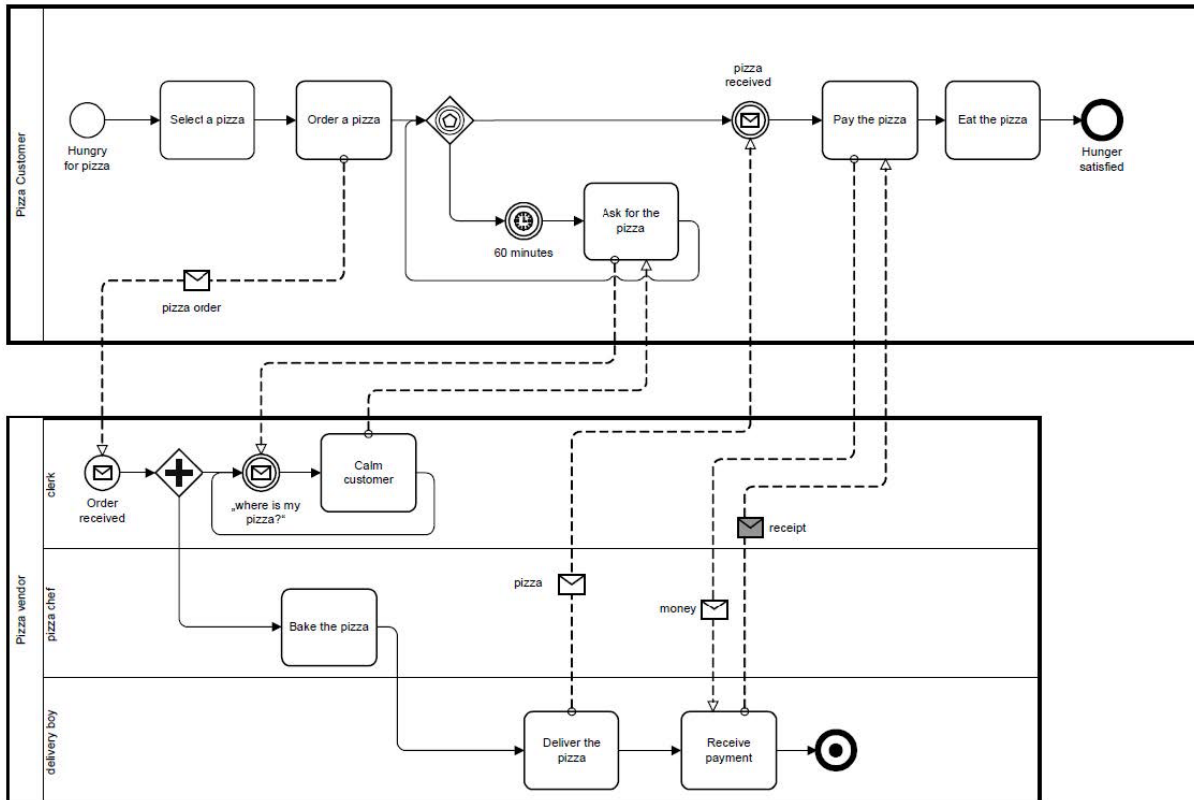 Pizza Customer
Hungry
for pizza
Select a pizza
Order a pizza
pizza
received
Pay the pizza
Eat the pizza
Hunger
satisfied
60 minutes
Ask for the
pizza
pizza order
Pizza vendor
clerk
Order
received
„where is my
pizza?“
Calm
customer
receipt
pizza chef
Bake the pizza
pizza
money
delivery boy
Deliver the
pizza
Receive
payment